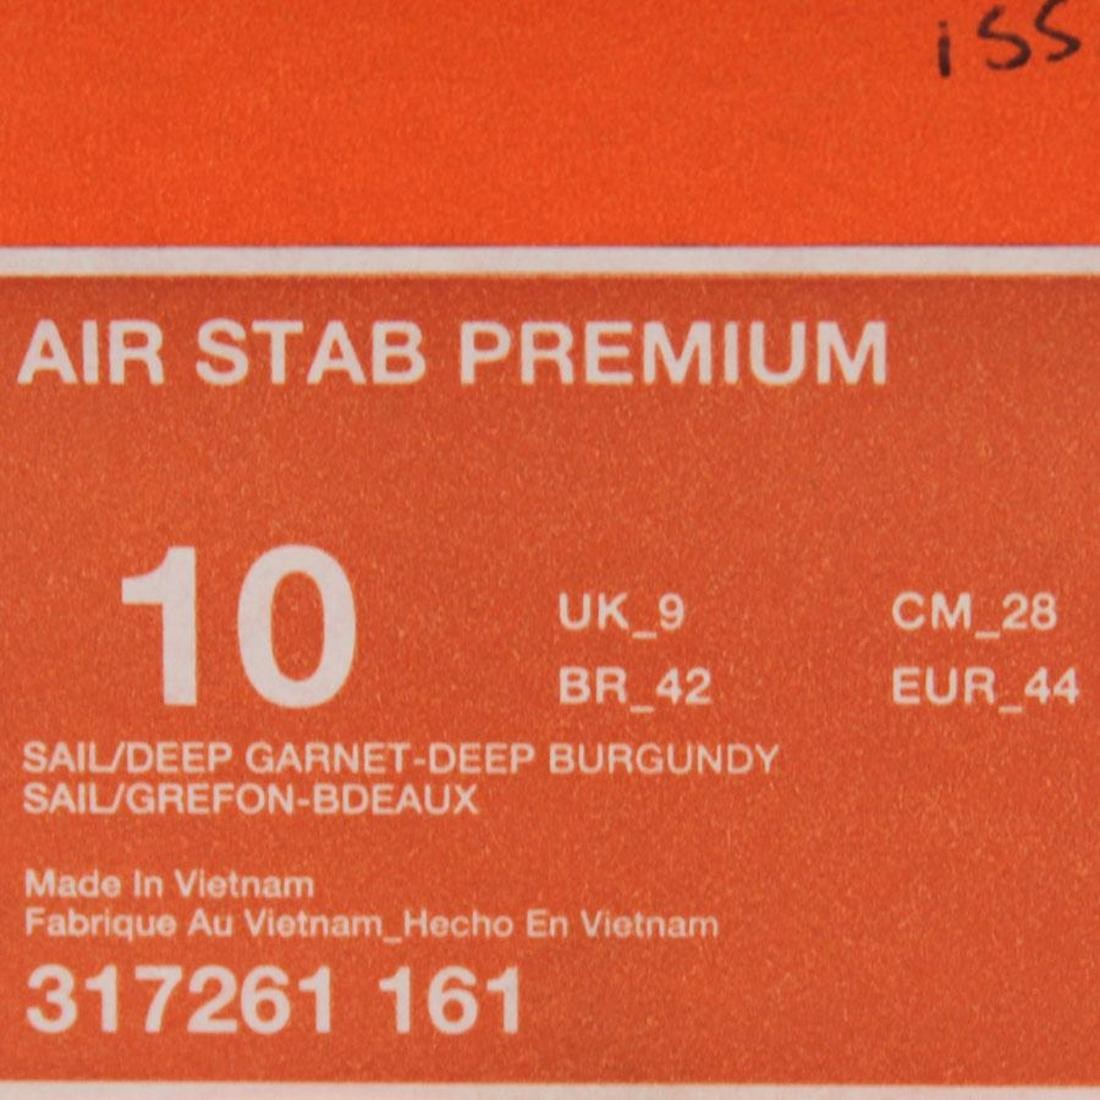 iss
AIR STAB PREMIUM
10
UK_9 CM_28
BR_42 EUR_44
SAIL/DEEP GARNET-DEEP BURGUNDY
SAIL/GREFON-BDEAUX
Made In Vietnam
Fabrique Au Vietnam_Hecho En Vietnam
317261 161